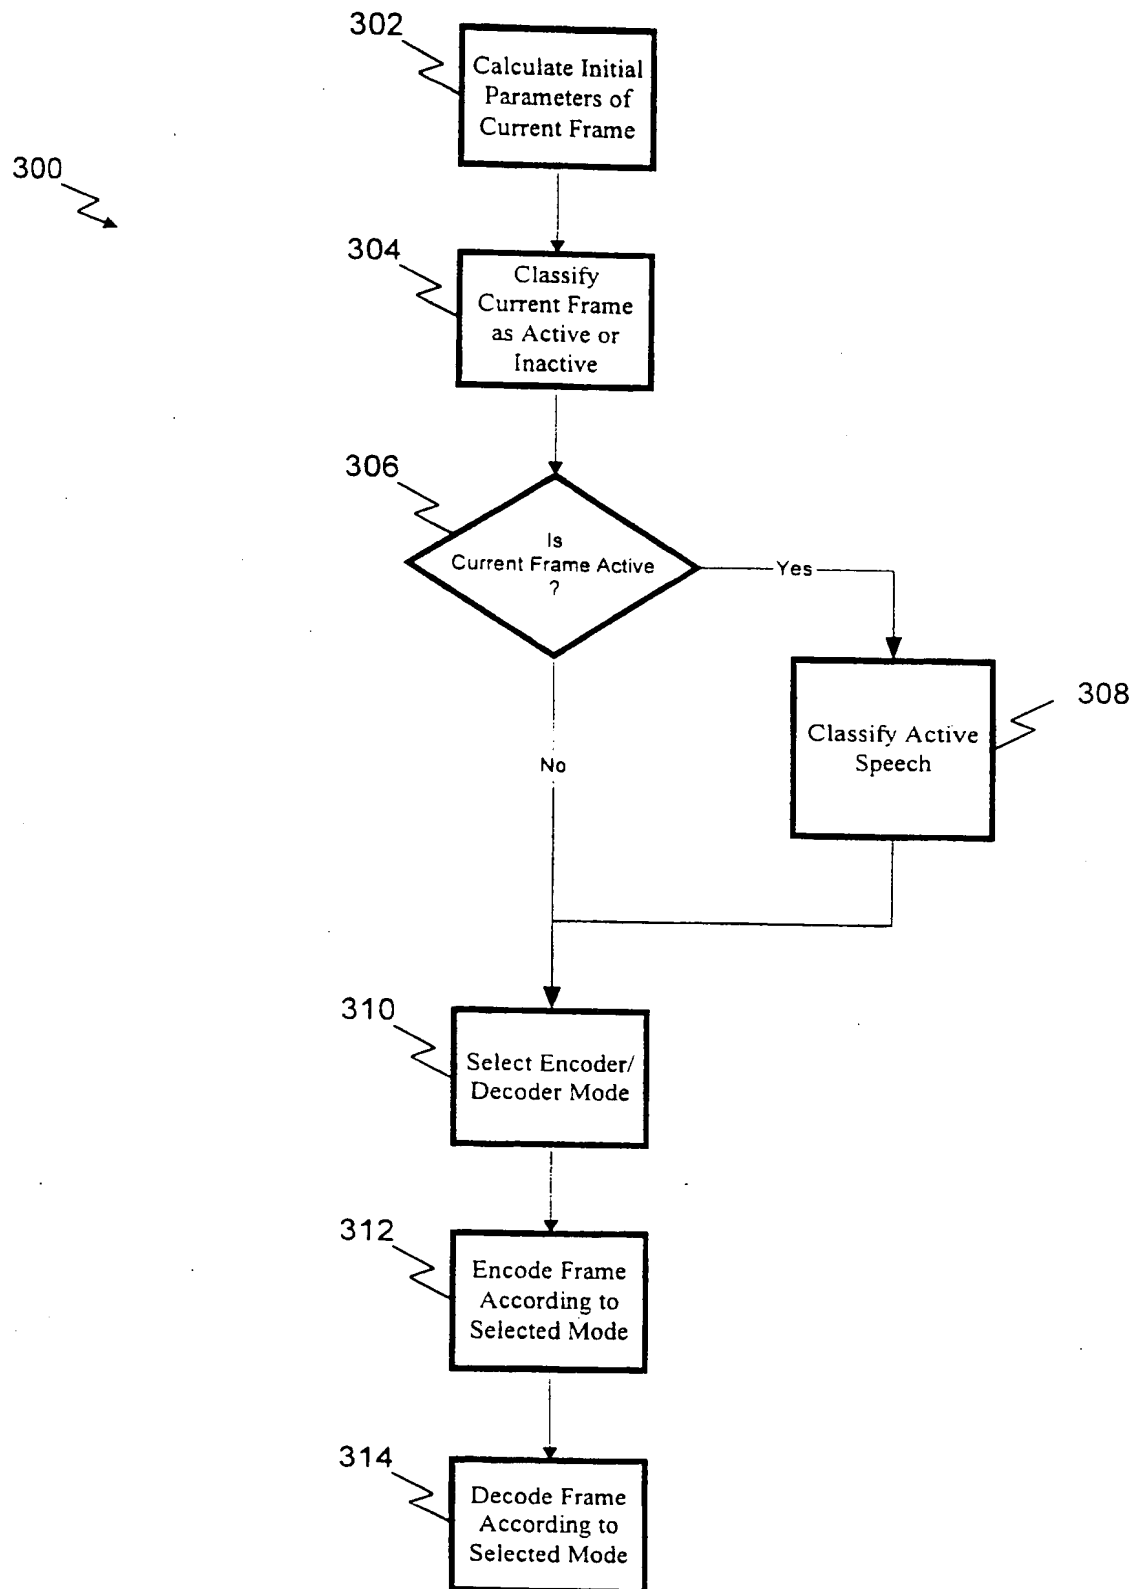 302
Calculate Initial
Parameters of
Current Frame
300
304
Classify
Current Frame
as Active or
Inactive
306
Is
Current Frame Active
?
Yes
308
Classify Active
Speech
No
310
Select Encoder/
Decoder Mode
312
Encode Frame
According to
Selected Mode
314
Decode Frame
According to
Selected Mode